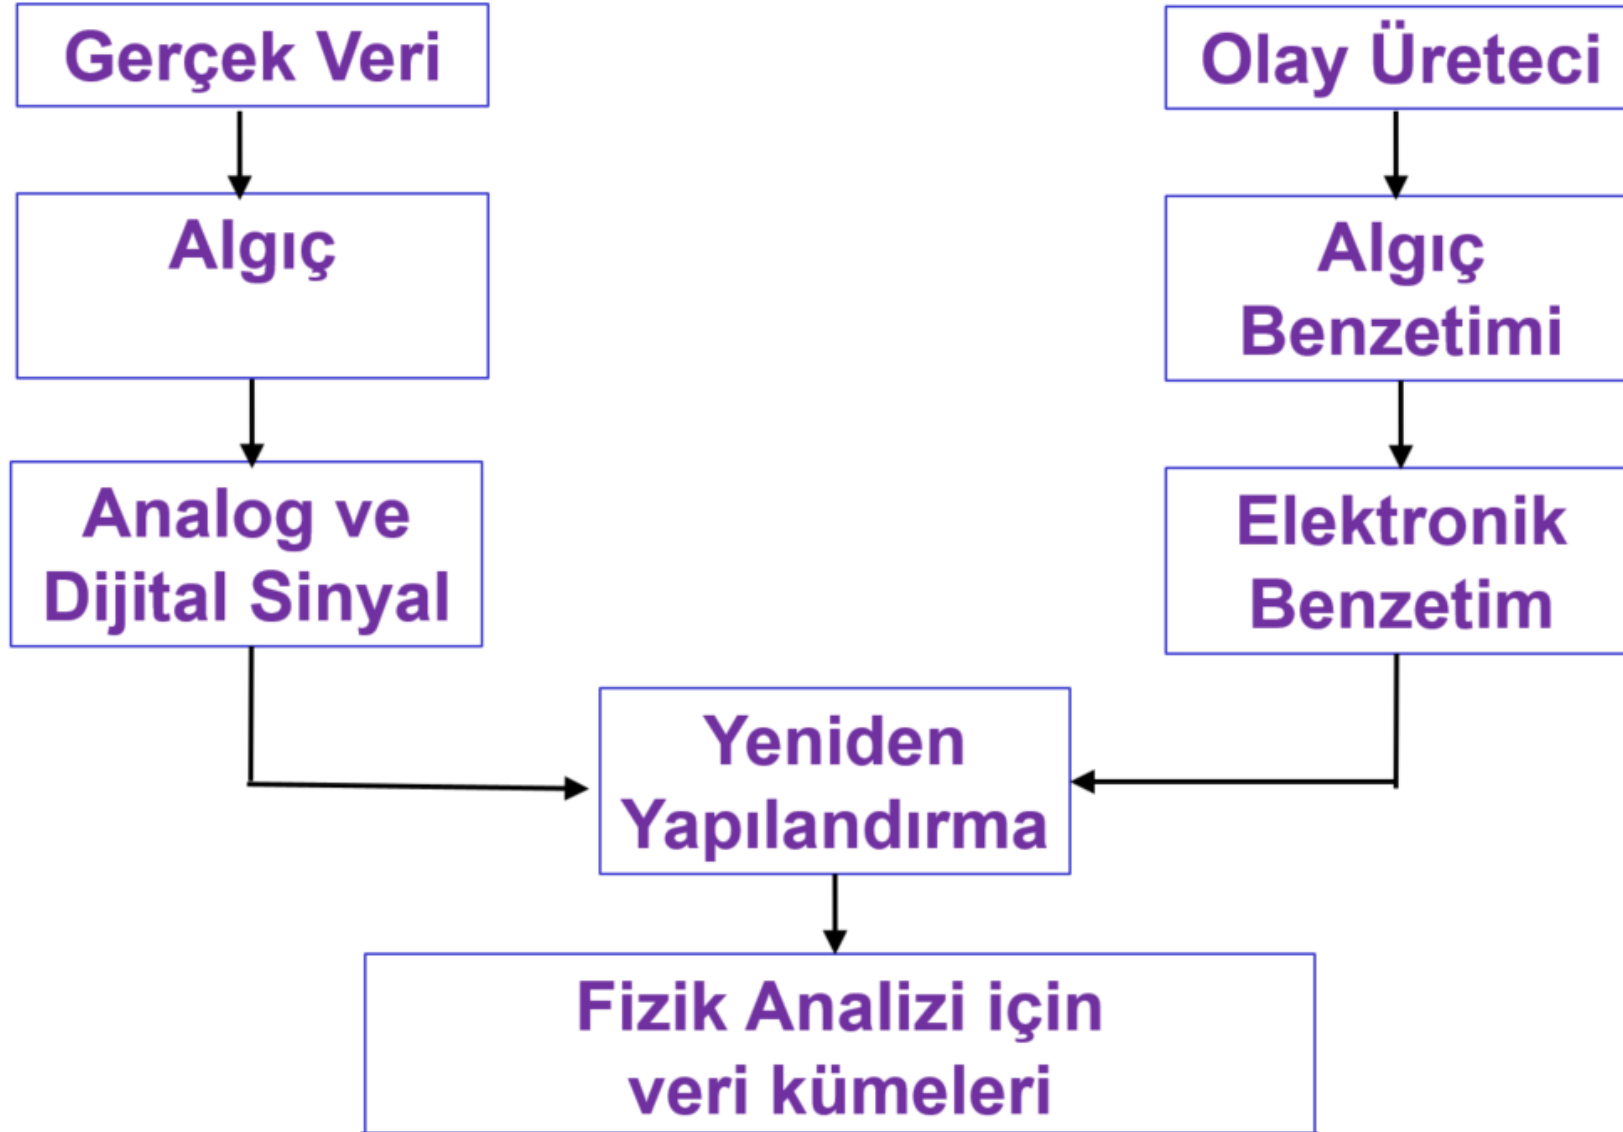 Gerçek Veri
Olay Üreteci
Algıç
Algıç
Benzetimi
Analog ve
Dijital Sinyal
Elektronik
Benzetim
Yeniden
Yapılandırma
Fizik Analizi için
veri kümeleri